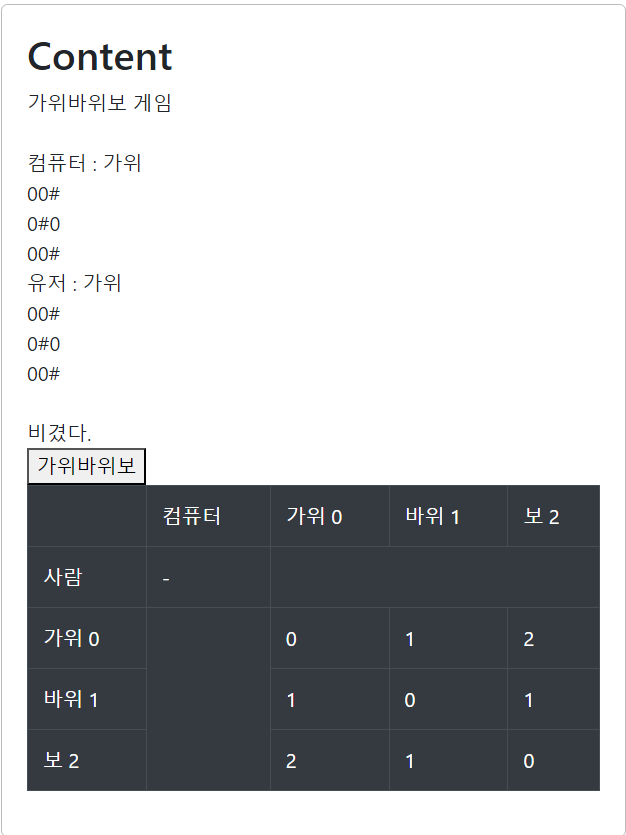 Content
가위바위보 게임
컴퓨터 : 가위
00#
0#0
00#
유저 : 가위
00#
0#0
00#
비겼다.
가위바위보
컴퓨터 가위 0 바위 1 보 2
사람 -
가위 0 0 1 2
바위 1 1 0 1
보 2 2 1 0